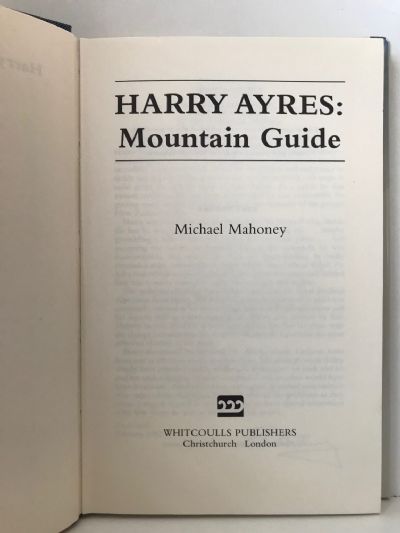 HARRY AYRES:
Mountain Guide
Michael Mahoney
WHITCOULLS PUBLISHERS
Christchurch London